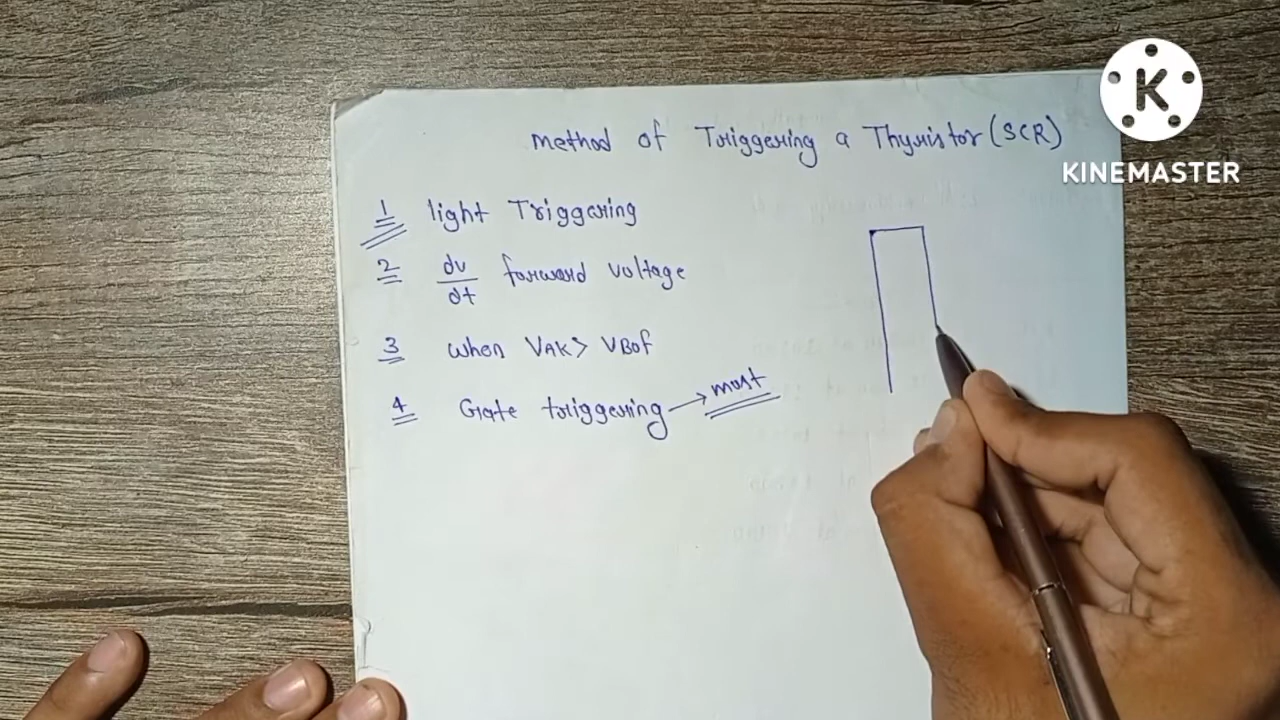 Method of Triggering a Thyristor (SCR)
1 light Triggering
2 dv/dt forward voltage
3 when VAK > VBOf
4 Gate triggering → most
K
KINEMASTER